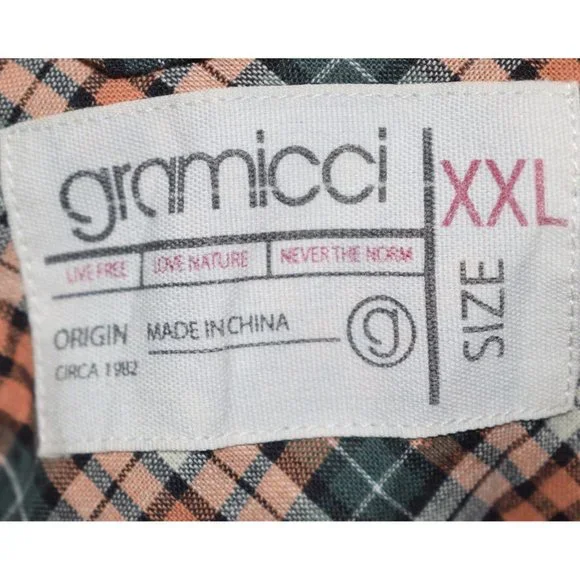 gramicci
LIVE FREE LOVE NATURE NEVER THE NORM
ORIGIN MADE IN CHINA
CIRCA 1982
g
XXL
SIZE